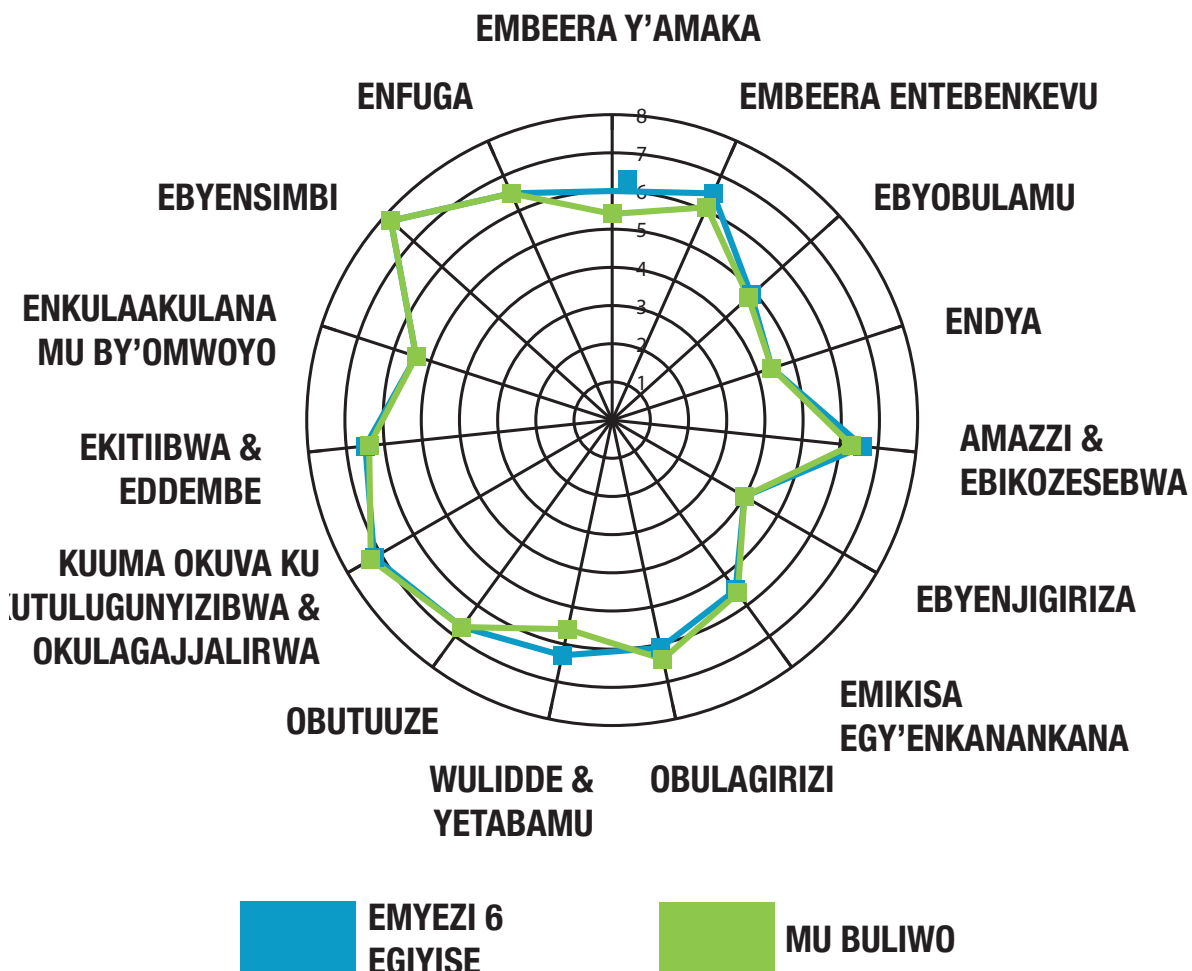 EMBEERA Y'AMAKA
ENFUGA
EMBEERA ENTEBENKEVU
8
7
6
5
4
3
2
1
EBYENSIMBI
EBYOBULAMU
ENKULAAKULANA
MU BY'OMWOYO
ENDYA
EKITIIBWA &
EDDEMBE
AMAZZI &
EBIKOZESEBWA
KUUMA OKUVA KU
KUTULUGUNYIZIBWA &
OKULAGAJJALIRWA
EBYENJIGIRIZA
OBUTUUZE
EMIKISA
EGY'ENKANANKANA
WULIDDE &
YETABAMU
OBULAGIRIZI
EMYEZI 6
EGIYISE
MU BULIWO